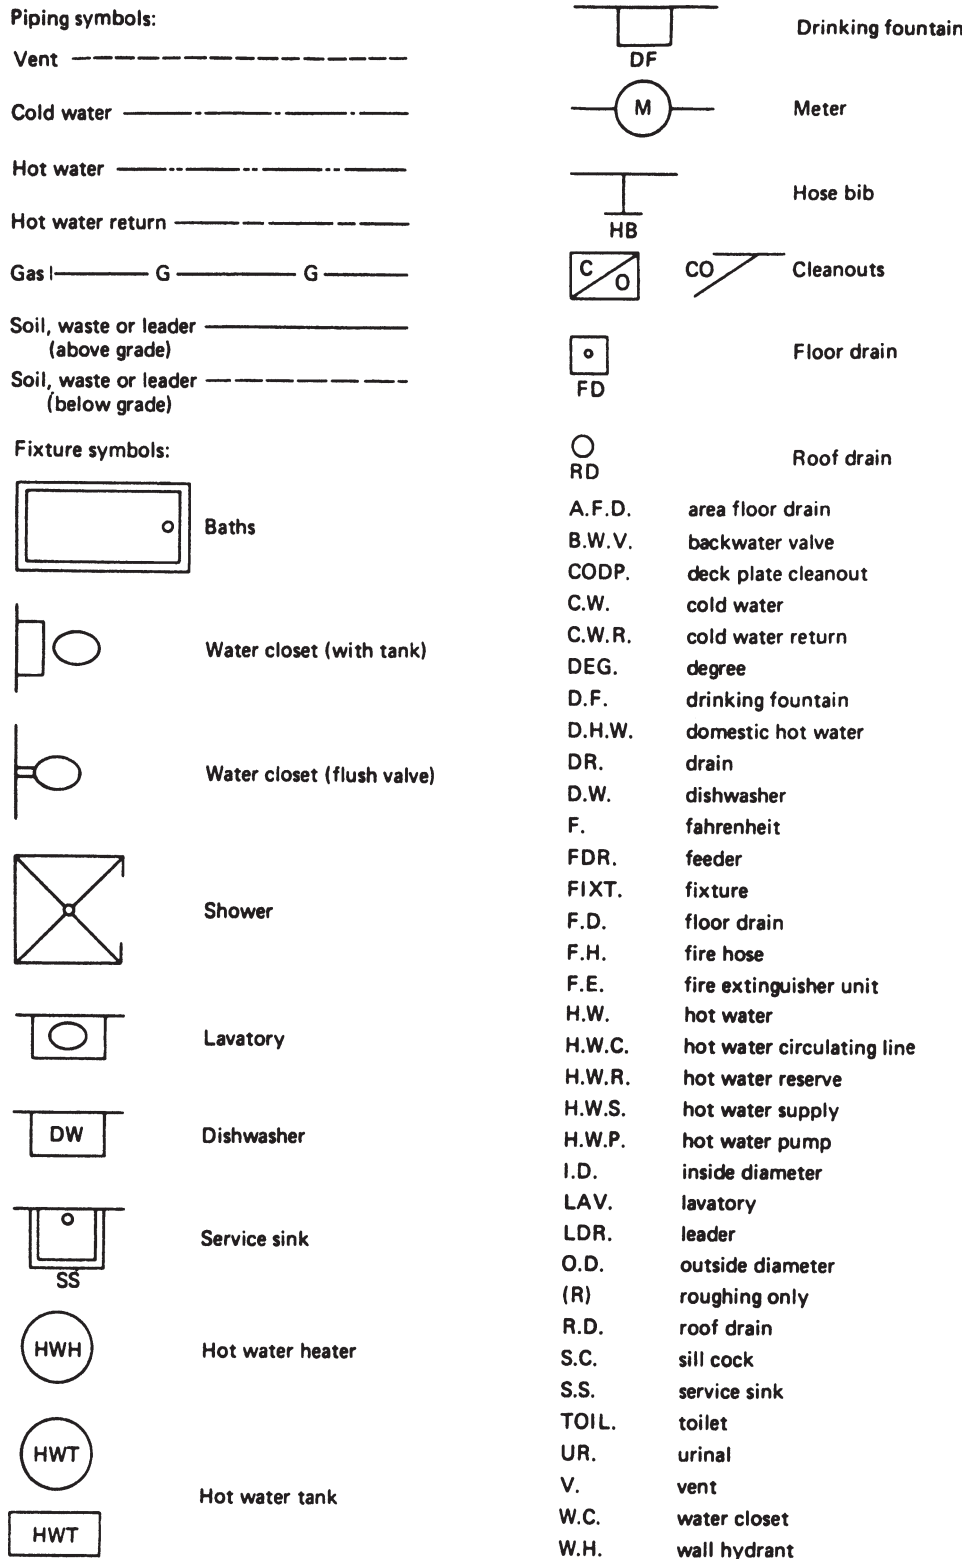 Piping symbols:
Vent
Cold water
Hot water
Hot water return
Gas G G
Soil, waste or leader
(above grade)
Soil, waste or leader
(below grade)
Fixture symbols:
Baths
Water closet (with tank)
Water closet (flush valve)
Shower
Lavatory
DW Dishwasher
Service sink
SS
HWH Hot water heater
HWT
Hot water tank
HWT
Drinking fountain
DF
M Meter
Hose bib
HB
C O CO Cleanouts
Floor drain
FD
Roof drain
RD
A.F.D. area floor drain
B.W.V. backwater valve
CODP. deck plate cleanout
C.W. cold water
C.W.R. cold water return
DEG. degree
D.F. drinking fountain
D.H.W. domestic hot water
DR. drain
D.W. dishwasher
F. fahrenheit
FDR. feeder
FIXT. fixture
F.D. floor drain
F.H. fire hose
F.E. fire extinguisher unit
H.W. hot water
H.W.C. hot water circulating line
H.W.R. hot water reserve
H.W.S. hot water supply
H.W.P. hot water pump
I.D. inside diameter
LAV. lavatory
LDR. leader
O.D. outside diameter
(R) roughing only
R.D. roof drain
S.C. sill cock
S.S. service sink
TOIL. toilet
UR. urinal
V. vent
W.C. water closet
W.H. wall hydrant